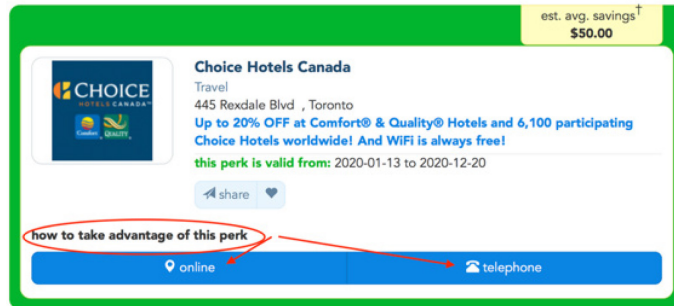 est. avg. savings†
$50.00
CHOICE
HOTELS CANADA™
Comfort
QUALITY
Choice Hotels Canada
Travel
445 Rexdale Blvd , Toronto
Up to 20% OFF at Comfort® & Quality® Hotels and 6,100 participating
Choice Hotels worldwide! And WiFi is always free!
this perk is valid from: 2020-01-13 to 2020-12-20
share
how to take advantage of this perk
online
telephone